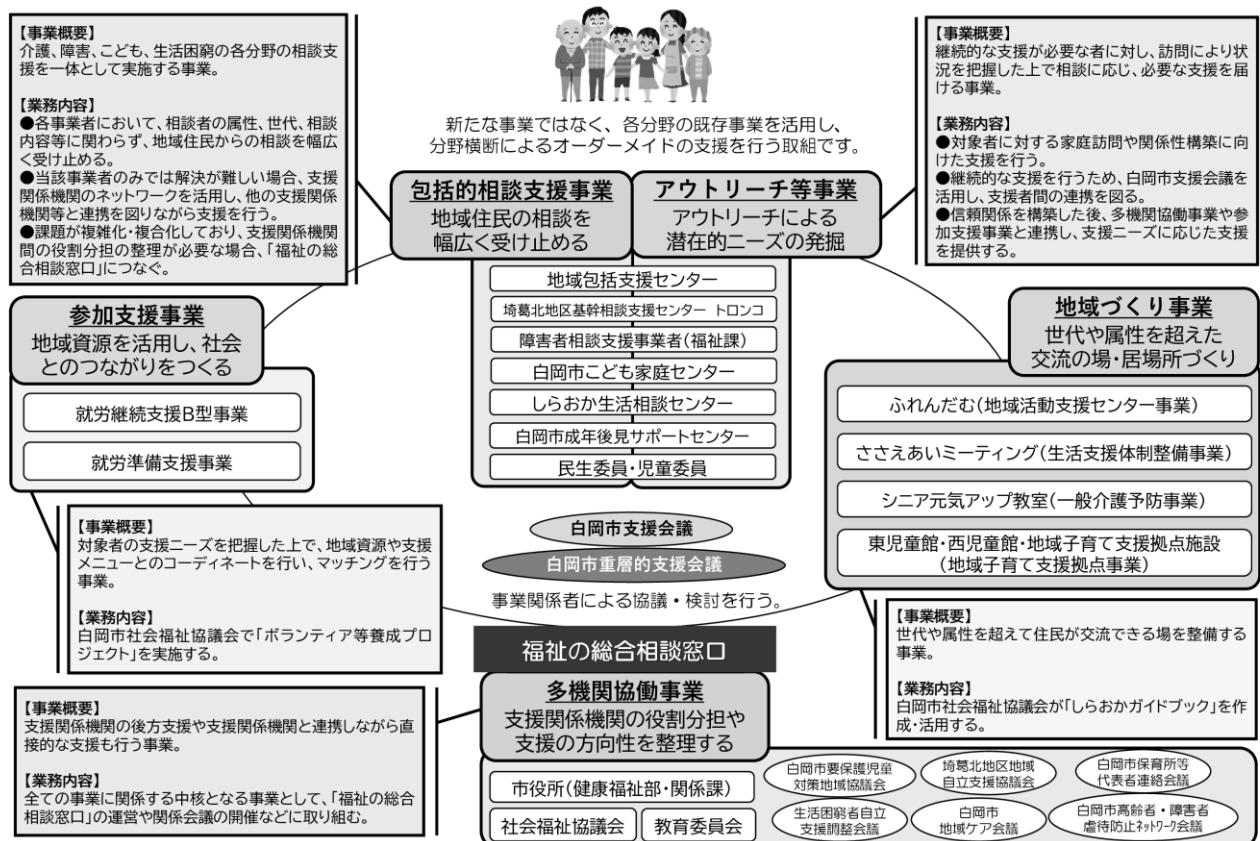 【事業概要】
介護、障害、こども、生活困窮の各分野の相談支
援を一体として実施する事業。
【業務内容】
●各事業者において、相談者の属性、世代、相談
内容等に関わらず、地域住民からの相談を幅広
く受け止める。
●当該事業者のみでは解決が難しい場合、支援
関係機関のネットワークを活用し、他の支援関係
機関等と連携を図りながら支援を行う。
●課題が複雑化・複合化しており、支援関係機関
間の役割分担の整理が必要な場合、「福祉の総
合相談窓口」につなぐ。
新たな事業ではなく、各分野の既存事業を活用し、
分野横断によるオーダーメイドの支援を行う取組です。
【事業概要】
継続的な支援が必要な者に対し、訪問により状
況を把握した上で相談に応じ、必要な支援を届
ける事業。
【業務内容】
●対象者に対する家庭訪問や関係性構築に向
けた支援を行う。
●継続的な支援を行うため、白岡市支援会議を
活用し、支援者間の連携を図る。
●信頼関係を構築した後、多機関協働事業や参
加支援事業と連携し、支援ニーズに応じた支援
を提供する。
包括的相談支援事業
地域住民の相談を
幅広く受け止める
アウトリーチ等事業
アウトリーチによる
潜在的ニーズの発掘
地域包括支援センター
埼葛北地区基幹相談支援センター トロンコ
障害者相談支援事業者(福祉課)
白岡市こども家庭センター
しらおか生活相談センター
白岡市成年後見サポートセンター
民生委員・児童委員
参加支援事業
地域資源を活用し、社会
とのつながりをつくる
就労継続支援B型事業
就労準備支援事業
【事業概要】
対象者の支援ニーズを把握した上で、地域資源や支援
メニューとのコーディネートを行い、マッチングを行う
事業。
【業務内容】
白岡市社会福祉協議会で「ボランティア等養成プロ
ジェクト」を実施する。
地域づくり事業
世代や属性を超えた
交流の場・居場所づくり
ふれんだむ(地域活動支援センター事業)
ささえあいミーティング(生活支援体制整備事業)
シニア元気アップ教室(一般介護予防事業)
東児童館・西児童館・地域子育て支援拠点施設
(地域子育て支援拠点事業)
【事業概要】
世代や属性を超えて住民が交流できる場を整備する
事業。
【業務内容】
白岡市社会福祉協議会が「しらおかガイドブック」を作
成・活用する。
白岡市支援会議
白岡市重層的支援会議
事業関係者による協議・検討を行う。
福祉の総合相談窓口
多機関協働事業
支援関係機関の役割分担や
支援の方向性を整理する
【事業概要】
支援関係機関の後方支援や支援関係機関と連携しながら直
接的な支援も行う事業。
【業務内容】
全ての事業に関係する中核となる事業として、「福祉の総合
相談窓口」の運営や関係会議の開催などに取り組む。
市役所(健康福祉部・関係課)
社会福祉協議会
教育委員会
白岡市要保護児童
対策地域協議会
埼葛北地区地域
自立支援協議会
白岡市保育所等
代表者連絡会議
生活困窮者自立
支援調整会議
白岡市
地域ケア会議
白岡市高齢者・障害者
虐待防止ネットワーク会議